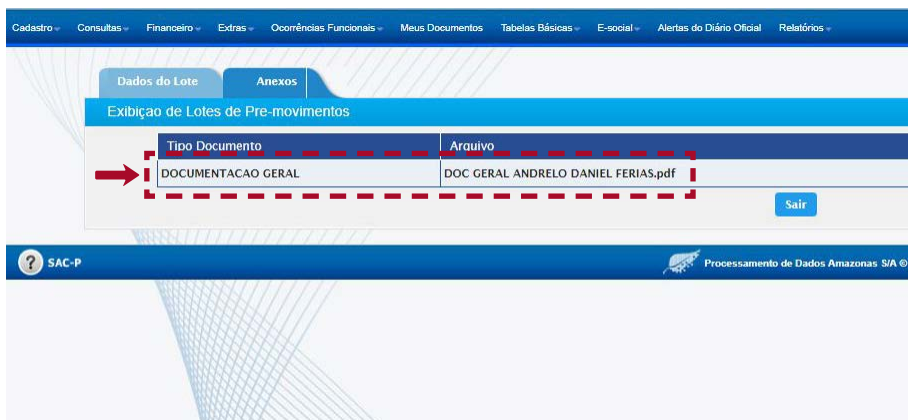 Cadastro Consultas Financeiro Extras Ocorrências Funcionais Meus Documentos Tabelas Básicas E-social Alertas do Diário Oficial Relatórios
Dados do Lote Anexos
Exibiçao de Lotes de Pre-movimentos
Tipo Documento Arquivo
DOCUMENTACAO GERAL DOC GERAL ANDRELO DANIEL FERIAS.pdf
Sair
? SAC-P Processamento de Dados Amazonas S/A ©